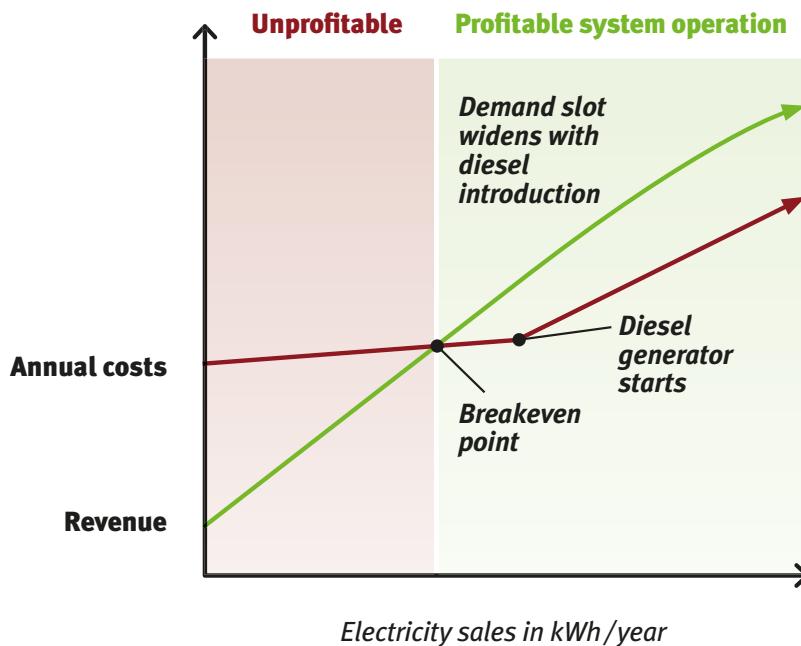 Unprofitable
Profitable system operation
Demand slot
widens with
diesel
introduction
Annual costs
Diesel
generator
starts
Breakeven
point
Revenue
Electricity sales in kWh/year